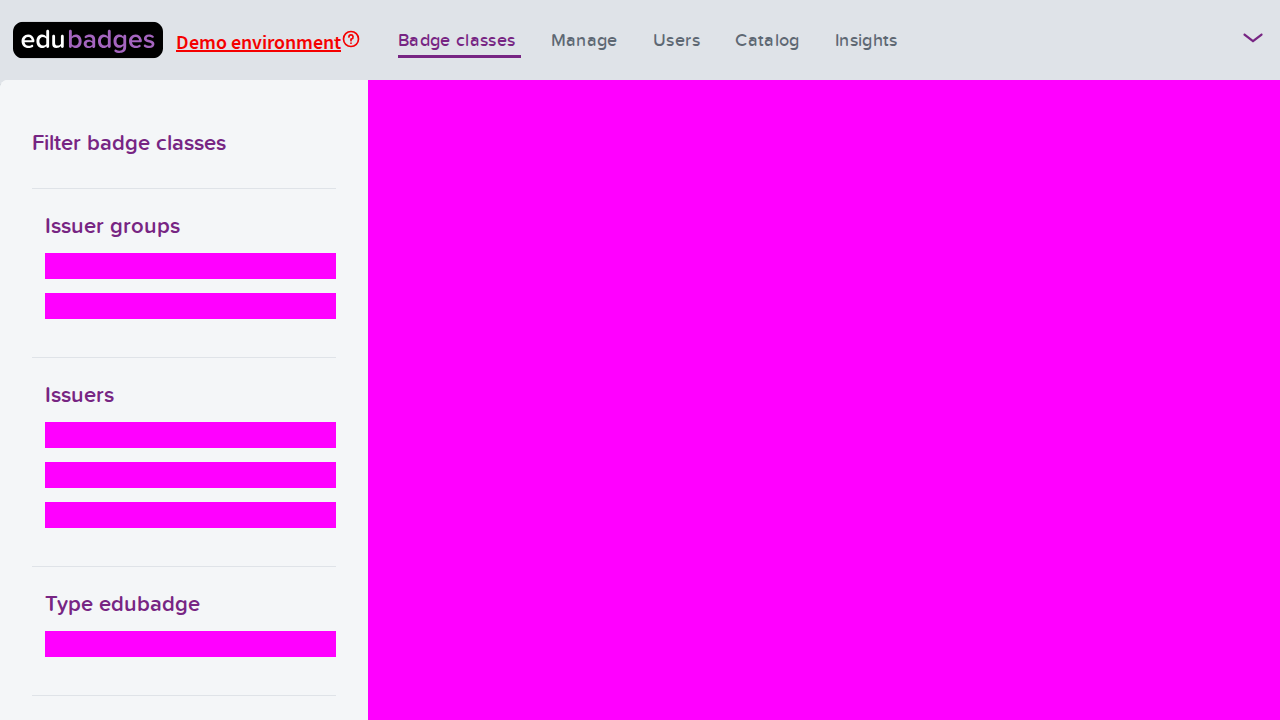 edubadges
Demo environment
Badge classes
Manage
Users
Catalog
Insights
Filter badge classes
Issuer groups
Issuers
Type edubadge